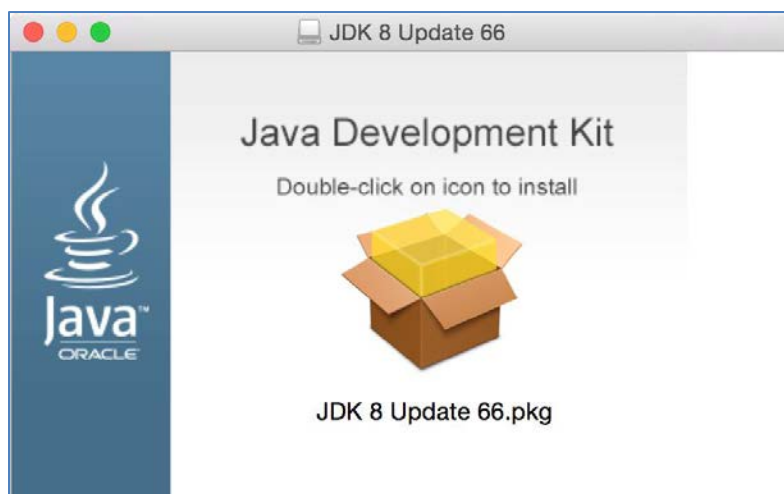 JDK 8 Update 66
Java Development Kit
Double-click on icon to install
Java™
ORACLE
JDK 8 Update 66.pkg